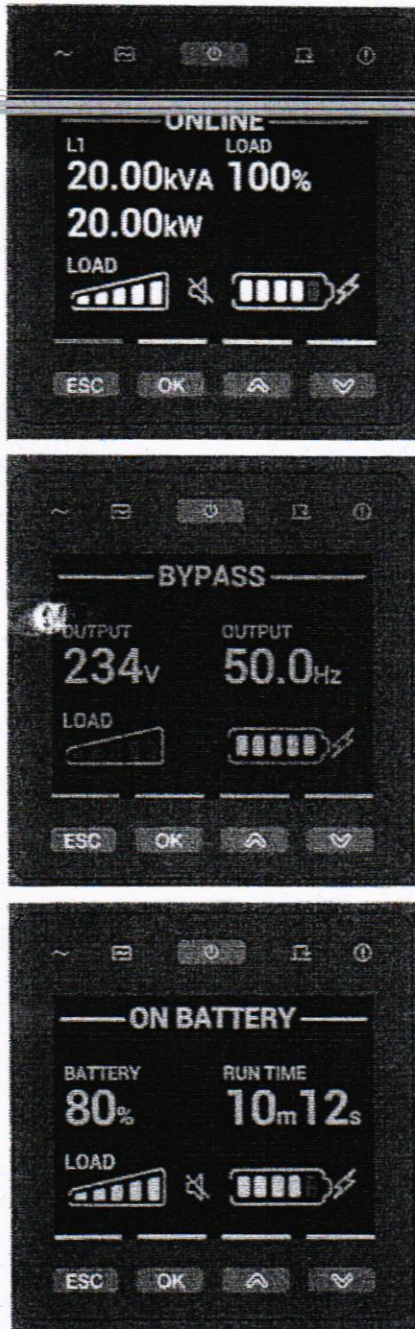 ONLINE
L1 LOAD
20.00kVA 100%
20.00kW
LOAD
ESC OK
BYPASS
OUTPUT OUTPUT
234V 50.0Hz
LOAD
ESC OK
ON BATTERY
BATTERY RUN TIME
80% 10m12s
LOAD
ESC OK